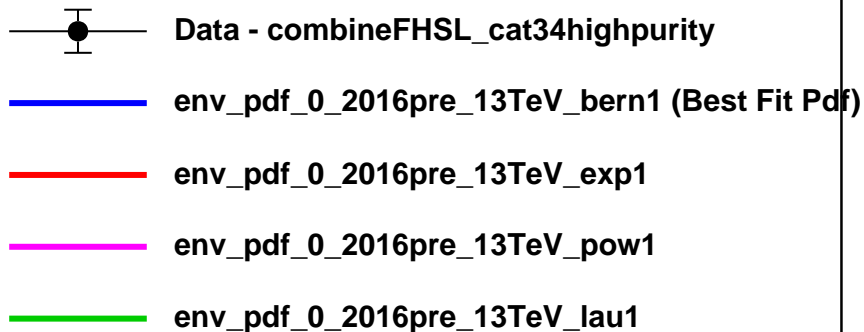 Data - combineFHSL_cat34highpurity
env_pdf_0_2016pre_13TeV_bern1 (Best Fit Pdf)
env_pdf_0_2016pre_13TeV_exp1
env_pdf_0_2016pre_13TeV_pow1
env_pdf_0_2016pre_13TeV_lau1